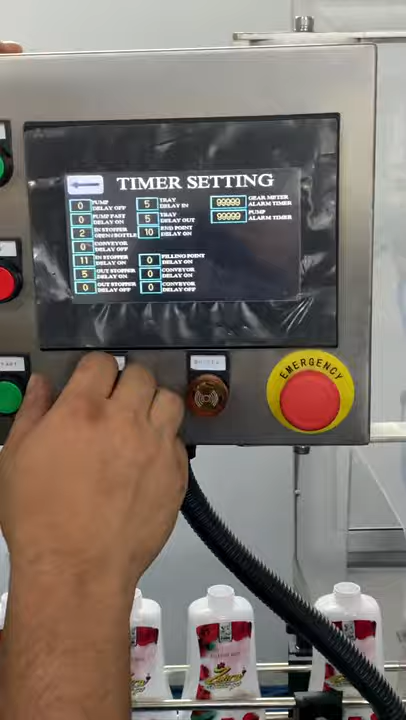 TIMER SETTING
0 PUMP DELAY OFF
0 PUMP FAST DELAY ON
2 IN STOPPER OPEN/BOTTLE
0 CONVEYOR DELAY OFF
11 IN STOPPER DELAY ON
5 OUT STOPPER DELAY ON
0 OUT STOPPER DELAY OFF
5 TRAY DELAY IN
5 TRAY DELAY OUT
10 END POINT DELAY ON
0 FILLING POINT DELAY ON
0 CONVEYOR DELAY ON
0 CONVEYOR DELAY OFF
99999 GEAR METER ALARM TIMER
99999 PUMP ALARM TIMER
BUZZER
EMERGENCY